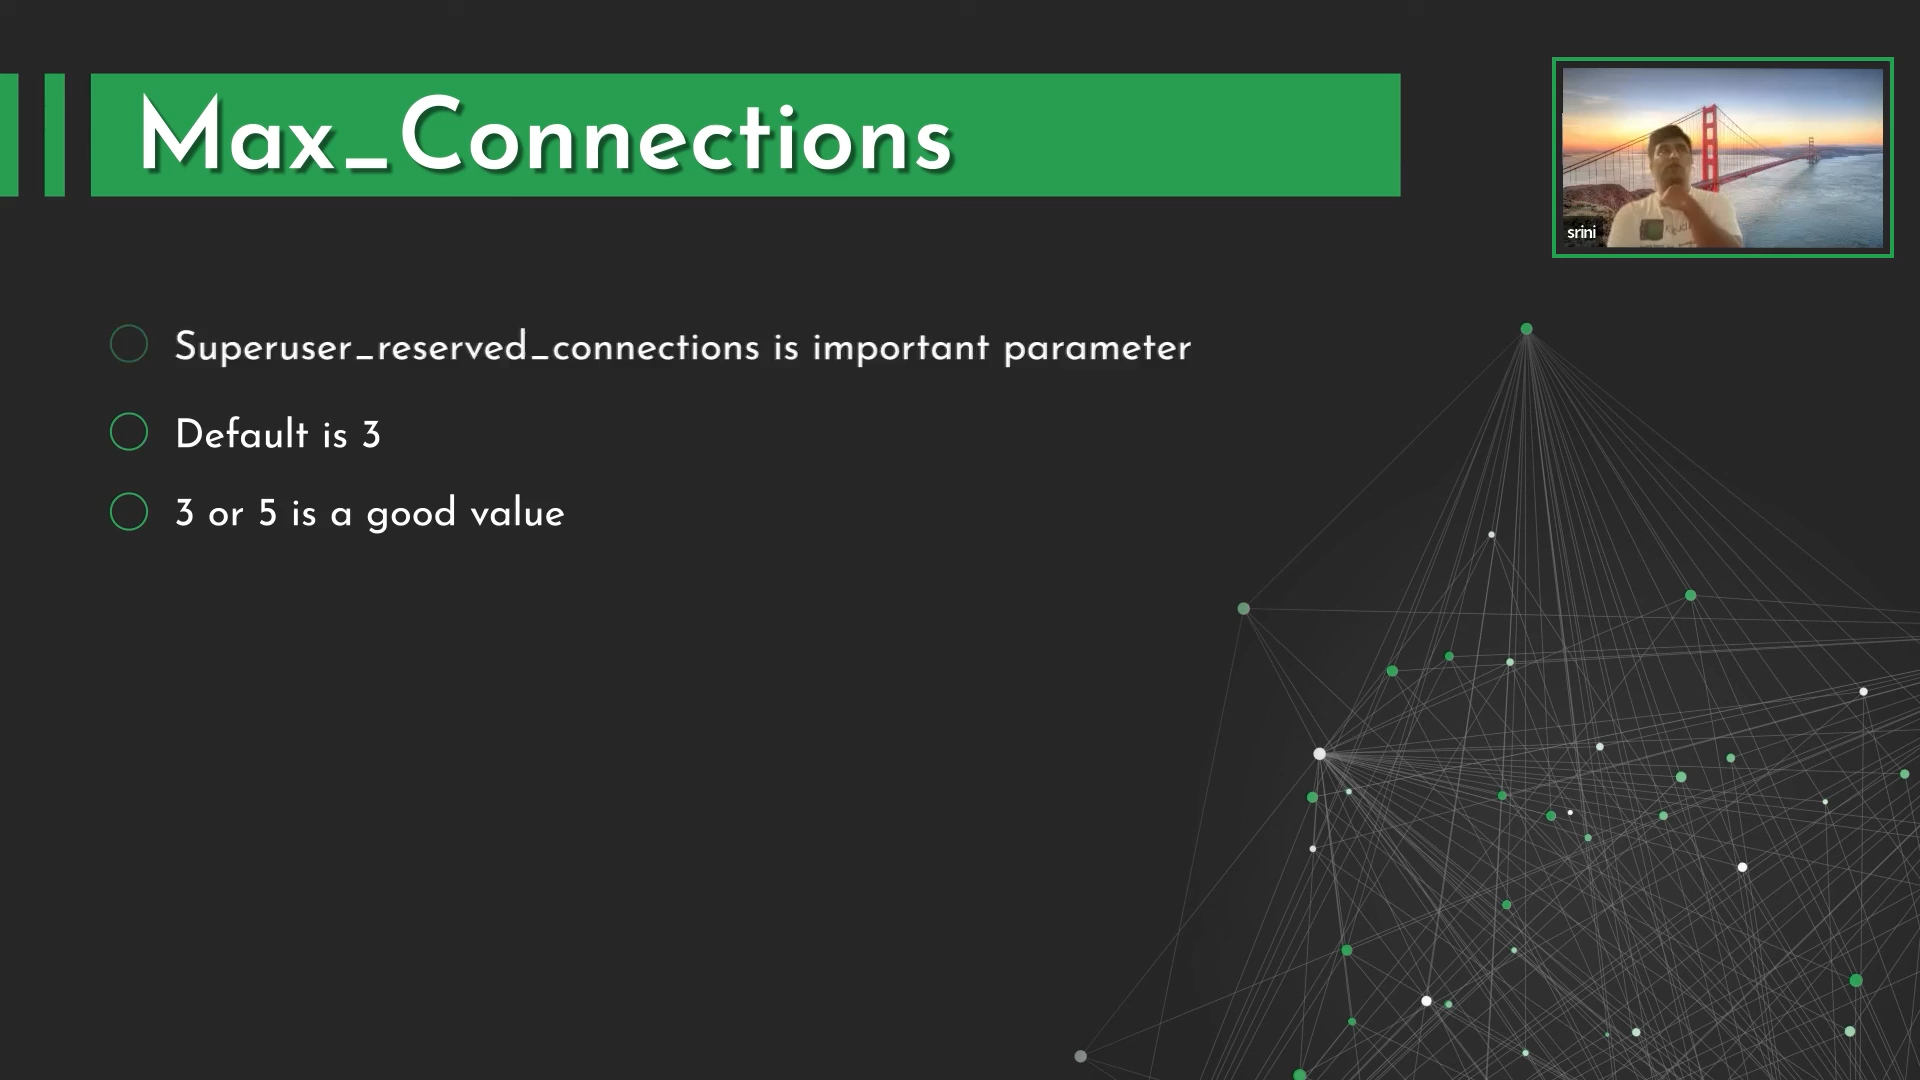 Max_Connections
srini
Superuser_reserved_connections is important parameter
Default is 3
3 or 5 is a good value